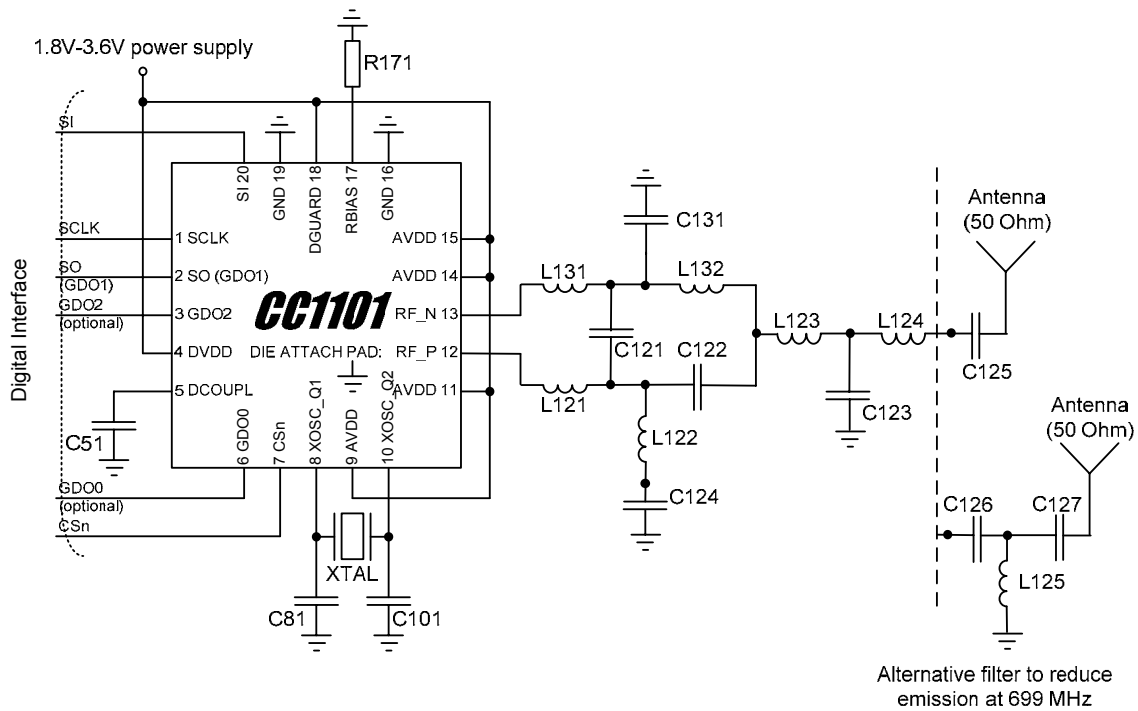 1.8V-3.6V power supply
R171
SI
SI 20
GND 19
DGUARD 18
RBIAS 17
GND 16
Antenna
(50 Ohm)
SCLK
1 SCLK
AVDD 15
C131
SO
(GDO1)
2 SO (GDO1)
AVDD 14
L131
L132
GDO2
(optional)
3 GDO2
CC1101
RF_N 13
L123
L124
C121
C122
4 DVDD
DIE ATTACH PAD:
RF_P 12
C125
Digital Interface
5 DCOUPL
AVDD 11
L121
C123
C51
6 GDO0
7 CSn
8 XOSC_Q1
9 AVDD
10 XOSC_Q2
L122
Antenna
(50 Ohm)
GDO0
(optional)
C124
C126
C127
CSn
XTAL
L125
C81
C101
Alternative filter to reduce
emission at 699 MHz